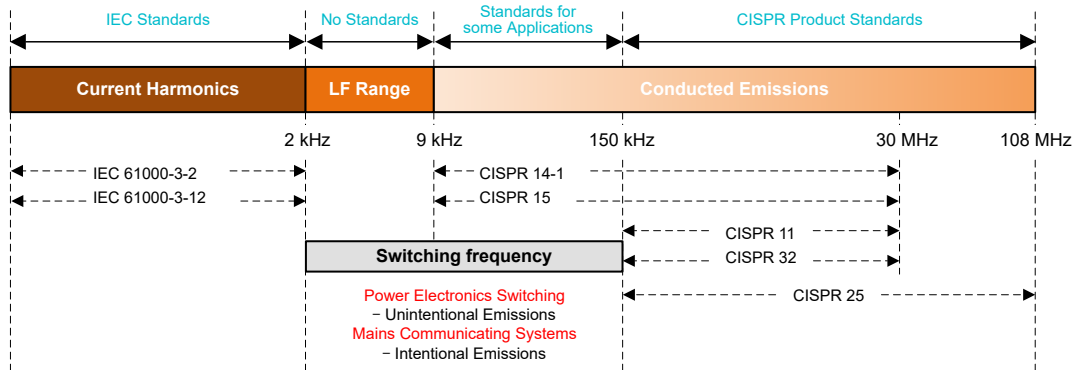 IEC Standards
No Standards
Standards for
some Applications
CISPR Product Standards
Current Harmonics
LF Range
Conducted Emissions
2 kHz
9 kHz
150 kHz
30 MHz
108 MHz
IEC 61000-3-2
CISPR 14-1
IEC 61000-3-12
CISPR 15
CISPR 11
Switching frequency
CISPR 32
Power Electronics Switching
– Unintentional Emissions
Mains Communicating Systems
– Intentional Emissions
CISPR 25